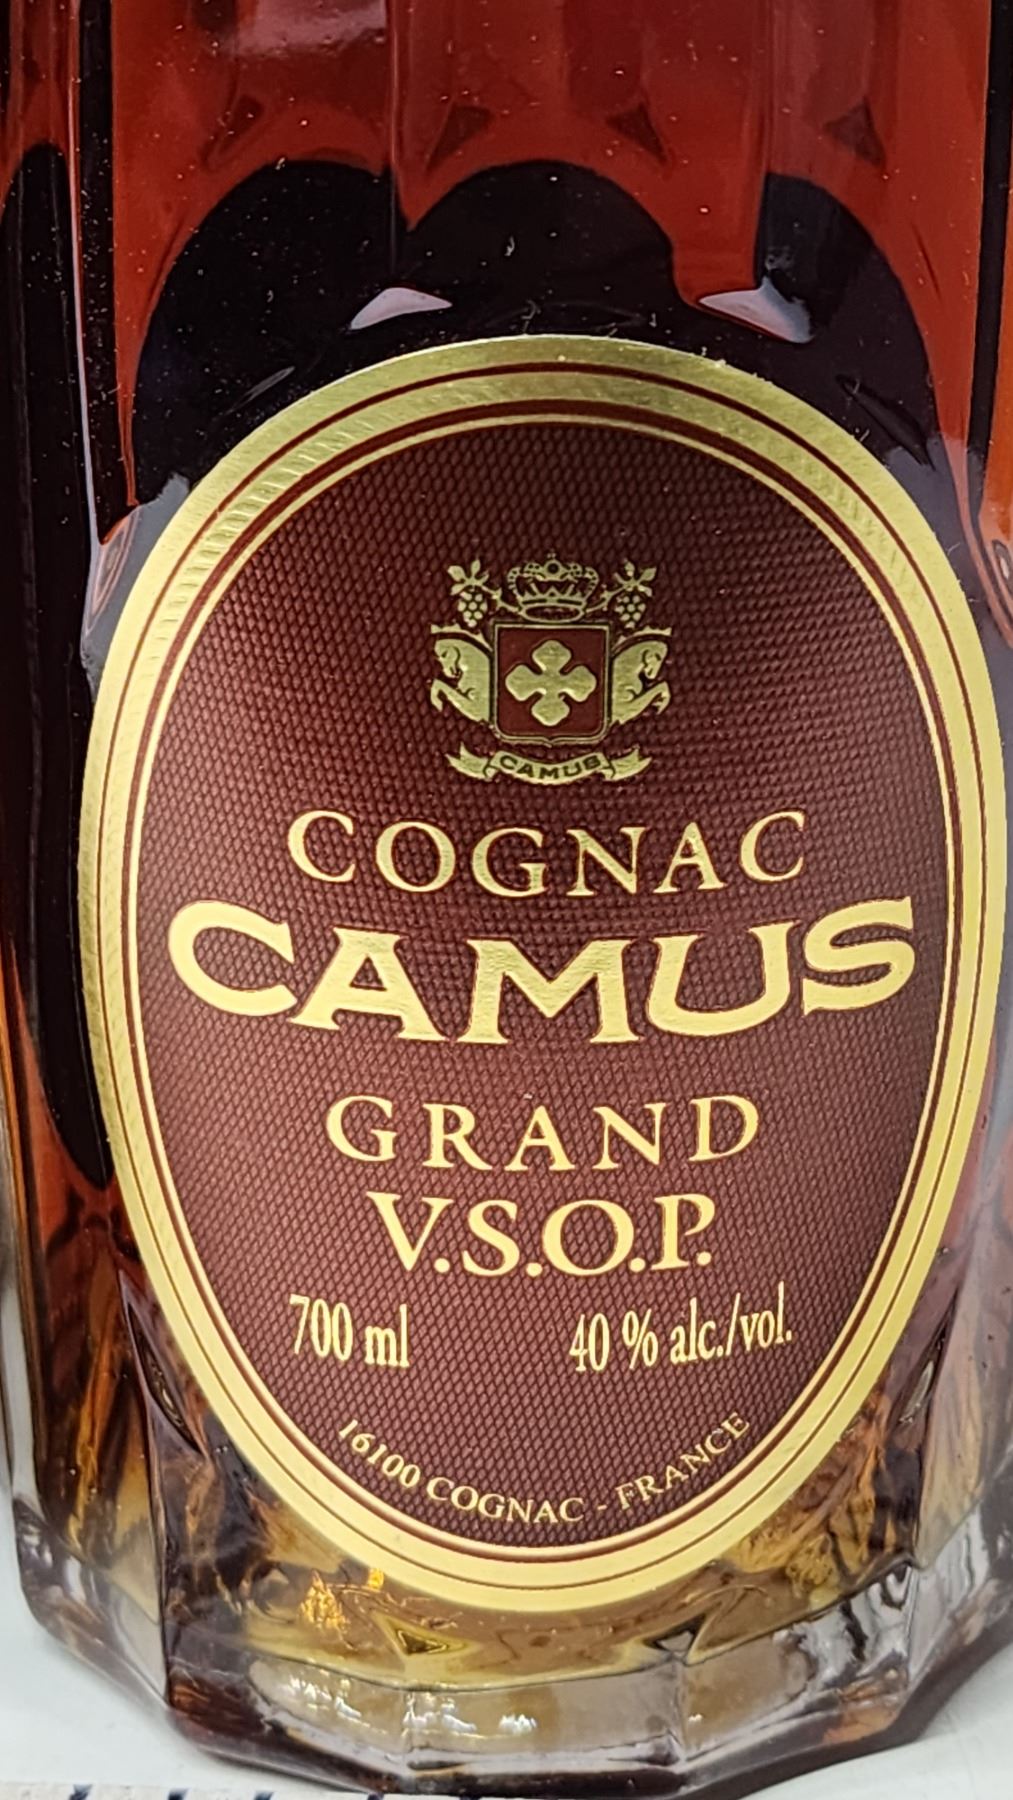 CAMUS
COGNAC
CAMUS
GRAND
V.S.O.P.
700 ml 40 % alc./vol.
16100 COGNAC - FRANCE